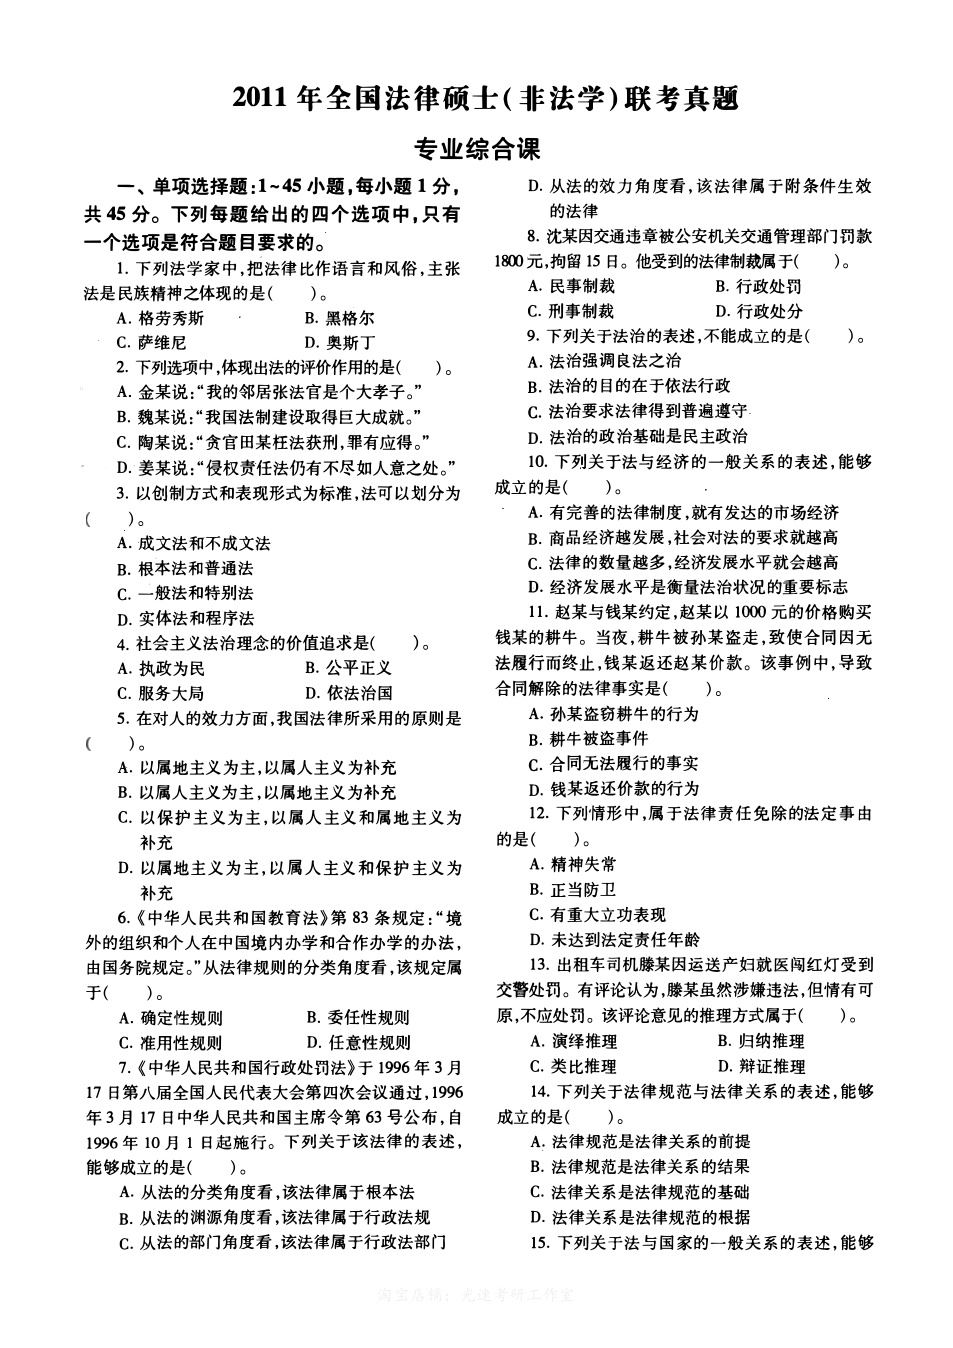 2011 年全国法律硕士(非法学)联考真题
专业综合课
一、单项选择题:1~45 小题,每小题 1 分,
共 45 分。下列每题给出的四个选项中,只有
一个选项是符合题目要求的。
1. 下列法学家中,把法律比作语言和风俗,主张
法是民族精神之体现的是(　　)。
A. 格劳秀斯　　B. 黑格尔
C. 萨维尼　　D. 奥斯丁
2. 下列选项中,体现出法的评价作用的是(　　)。
A. 金某说:“我的邻居张法官是个大孝子。”
B. 魏某说:“我国法制建设取得巨大成就。”
C. 陶某说:“贪官田某枉法获刑,罪有应得。”
D. 姜某说:“侵权责任法仍有不尽如人意之处。”
3. 以创制方式和表现形式为标准,法可以划分为
(　　)。
A. 成文法和不成文法
B. 根本法和普通法
C. 一般法和特别法
D. 实体法和程序法
4. 社会主义法治理念的价值追求是(　　)。
A. 执政为民　　B. 公平正义
C. 服务大局　　D. 依法治国
5. 在对人的效力方面,我国法律所采用的原则是
(　　)。
A. 以属地主义为主,以属人主义为补充
B. 以属人主义为主,以属地主义为补充
C. 以保护主义为主,以属人主义和属地主义为
补充
D. 以属地主义为主,以属人主义和保护主义为
补充
6.《中华人民共和国教育法》第 83 条规定:“境
外的组织和个人在中国境内办学和合作办学的办法,
由国务院规定。”从法律规则的分类角度看,该规定属
于(　　)。
A. 确定性规则　　B. 委任性规则
C. 准用性规则　　D. 任意性规则
7.《中华人民共和国行政处罚法》于 1996 年 3 月
17 日第八届全国人民代表大会第四次会议通过,1996
年 3 月 17 日中华人民共和国主席令第 63 号公布,自
1996 年 10 月 1 日起施行。下列关于该法律的表述,
能够成立的是(　　)。
A. 从法的分类角度看,该法律属于根本法
B. 从法的渊源角度看,该法律属于行政法规
C. 从法的部门角度看,该法律属于行政法部门
D. 从法的效力角度看,该法律属于附条件生效
的法律
8. 沈某因交通违章被公安机关交通管理部门罚款
1800 元,拘留 15 日。他受到的法律制裁属于(　　)。
A. 民事制裁　　B. 行政处罚
C. 刑事制裁　　D. 行政处分
9. 下列关于法治的表述,不能成立的是(　　)。
A. 法治强调良法之治
B. 法治的目的在于依法行政
C. 法治要求法律得到普遍遵守
D. 法治的政治基础是民主政治
10. 下列关于法与经济的一般关系的表述,能够
成立的是(　　)。
A. 有完善的法律制度,就有发达的市场经济
B. 商品经济越发展,社会对法的要求就越高
C. 法律的数量越多,经济发展水平就会越高
D. 经济发展水平是衡量法治状况的重要标志
11. 赵某与钱某约定,赵某以 1000 元的价格购买
钱某的耕牛。当夜,耕牛被孙某盗走,致使合同因无
法履行而终止,钱某返还赵某价款。该事例中,导致
合同解除的法律事实是(　　)。
A. 孙某盗窃耕牛的行为
B. 耕牛被盗事件
C. 合同无法履行的事实
D. 钱某返还价款的行为
12. 下列情形中,属于法律责任免除的法定事由
的是(　　)。
A. 精神失常
B. 正当防卫
C. 有重大立功表现
D. 未达到法定责任年龄
13. 出租车司机滕某因运送产妇就医闯红灯受到
交警处罚。有评论认为,滕某虽然涉嫌违法,但情有可
原,不应处罚。该评论意见的推理方式属于(　　)。
A. 演绎推理　　B. 归纳推理
C. 类比推理　　D. 辩证推理
14. 下列关于法律规范与法律关系的表述,能够
成立的是(　　)。
A. 法律规范是法律关系的前提
B. 法律规范是法律关系的结果
C. 法律关系是法律规范的基础
D. 法律关系是法律规范的根据
15. 下列关于法与国家的一般关系的表述,能够
淘宝店铺：光速考研工作室